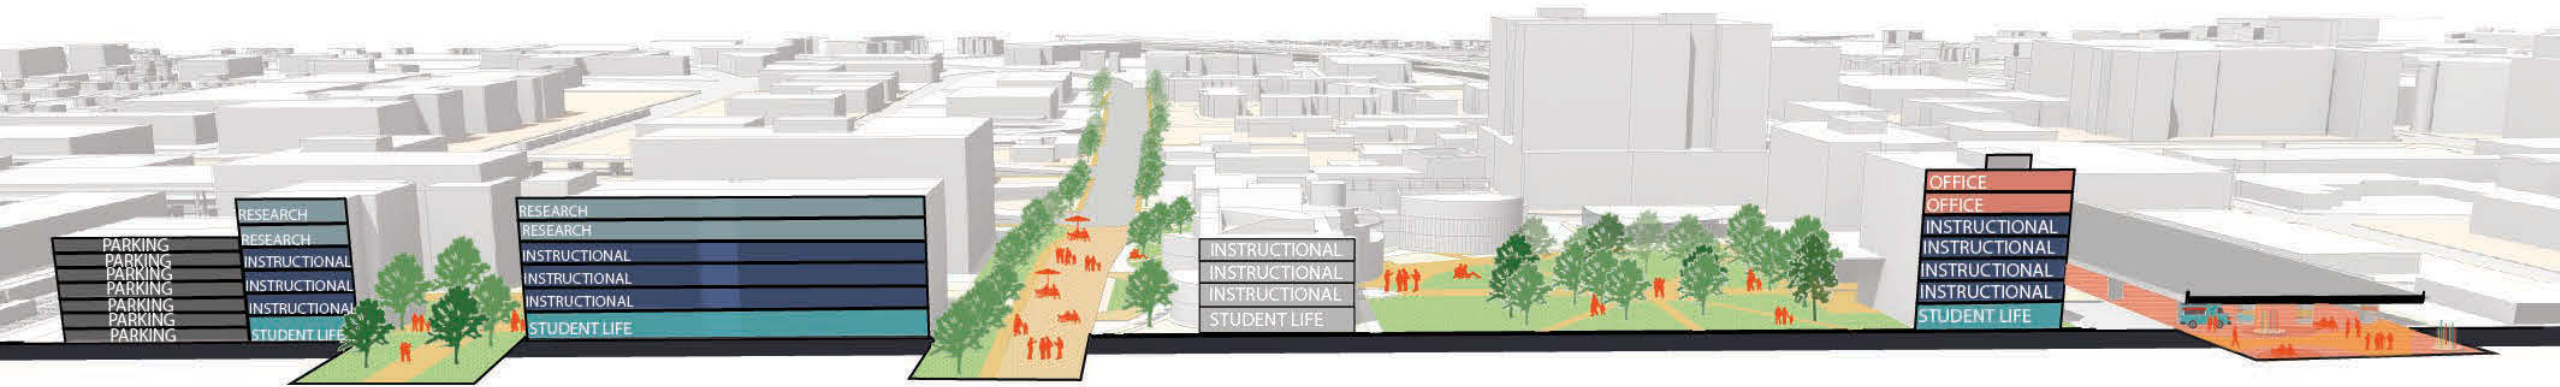 PARKING
PARKING
PARKING
PARKING
PARKING
PARKING
PARKING
RESEARCH
RESEARCH
INSTRUCTIONAL
INSTRUCTIONAL
INSTRUCTIONAL
STUDENT LIFE
RESEARCH
RESEARCH
INSTRUCTIONAL
INSTRUCTIONAL
INSTRUCTIONAL
STUDENT LIFE
INSTRUCTIONAL
INSTRUCTIONAL
INSTRUCTIONAL
STUDENT LIFE
OFFICE
OFFICE
INSTRUCTIONAL
INSTRUCTIONAL
INSTRUCTIONAL
INSTRUCTIONAL
STUDENT LIFE